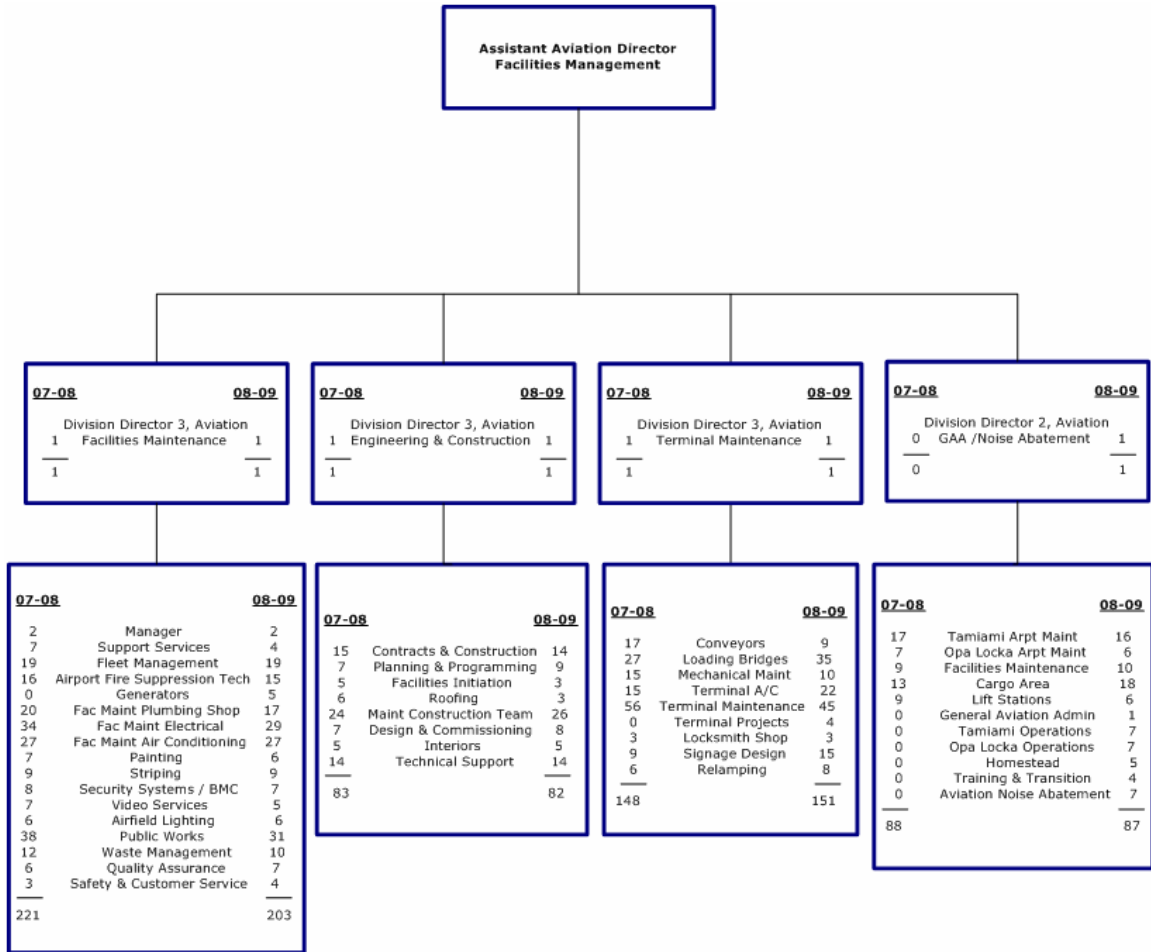 Assistant Aviation Director
Facilities Management
07-08 08-09
Division Director 3, Aviation
1 Facilities Maintenance 1
1 1
07-08 08-09
Division Director 3, Aviation
1 Engineering & Construction 1
1 1
07-08 08-09
Division Director 3, Aviation
1 Terminal Maintenance 1
1 1
07-08 08-09
Division Director 2, Aviation
0 GAA /Noise Abatement 1
0 1
07-08 08-09
2 Manager 2
7 Support Services 4
19 Fleet Management 19
16 Airport Fire Suppression Tech 15
0 Generators 5
20 Fac Maint Plumbing Shop 17
34 Fac Maint Electrical 29
27 Fac Maint Air Conditioning 27
7 Painting 6
9 Striping 9
8 Security Systems / BMC 7
7 Video Services 5
6 Airfield Lighting 6
38 Public Works 31
12 Waste Management 10
6 Quality Assurance 7
3 Safety & Customer Service 4
221 203
07-08 08-09
15 Contracts & Construction 14
7 Planning & Programming 9
5 Facilities Initiation 3
6 Roofing 3
24 Maint Construction Team 26
7 Design & Commissioning 8
5 Interiors 5
14 Technical Support 14
83 82
07-08 08-09
17 Conveyors 9
27 Loading Bridges 35
15 Mechanical Maint 10
15 Terminal A/C 22
56 Terminal Maintenance 45
0 Terminal Projects 4
3 Locksmith Shop 3
9 Signage Design 15
6 Relamping 8
148 151
07-08 08-09
17 Tamiami Arpt Maint 16
7 Opa Locka Arpt Maint 6
9 Facilities Maintenance 10
13 Cargo Area 18
9 Lift Stations 6
0 General Aviation Admin 1
0 Tamiami Operations 7
0 Opa Locka Operations 7
0 Homestead 5
0 Training & Transition 4
0 Aviation Noise Abatement 7
88 87